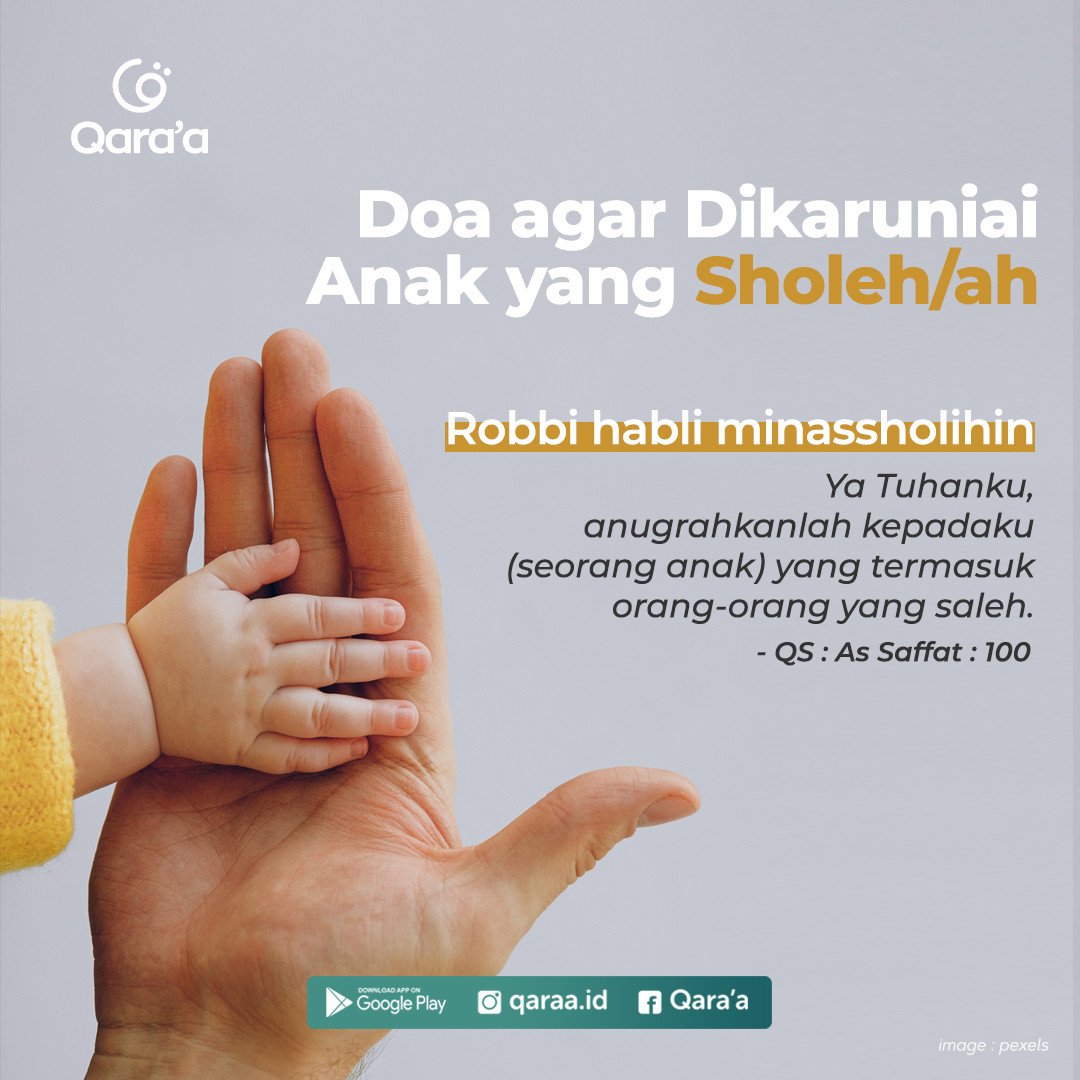 Qara'a
Doa agar Dikaruniai
Anak yang Sholeh/ah
Robbi habli minassholihin
Ya Tuhanku,
anugrahkanlah kepadaku
(seorang anak) yang termasuk
orang-orang yang saleh.
- QS : As Saffat : 100
DOWNLOAD APP ON
Google Play
qaraa.id
Qara'a
image : pexels